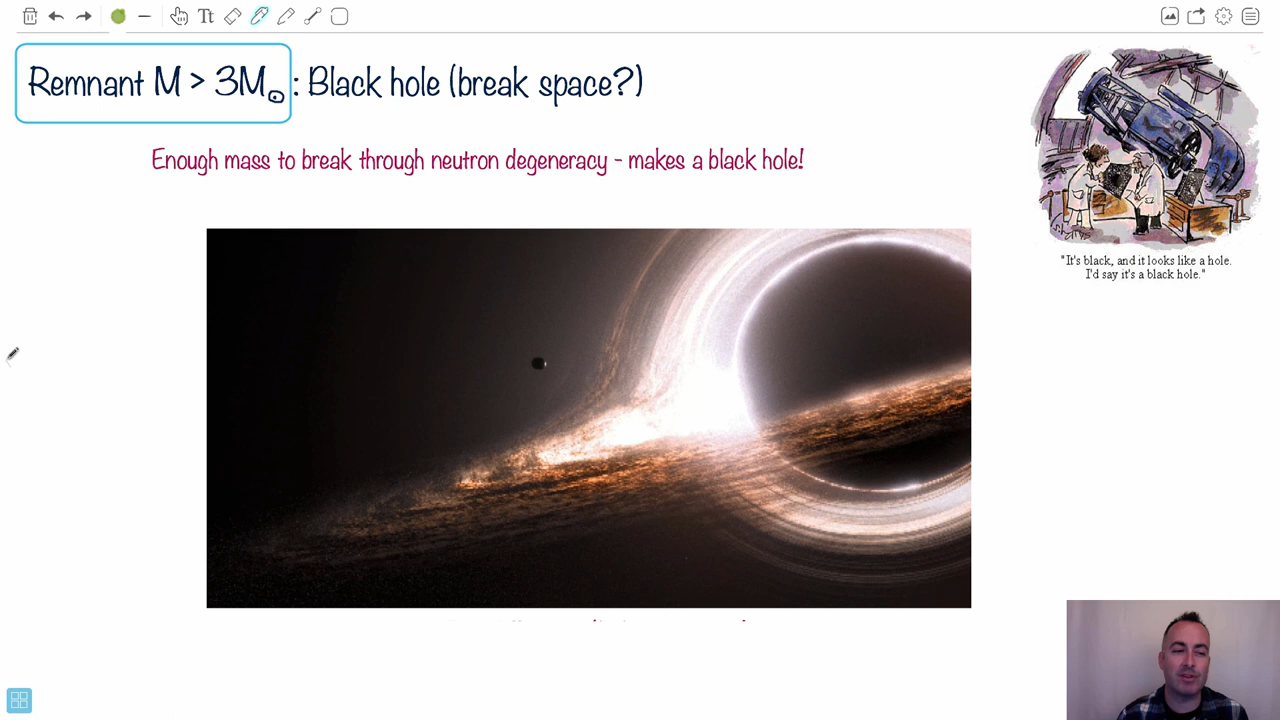 Remnant M > 3M⊙ : Black hole (break space?)
Enough mass to break through neutron degeneracy - makes a black hole!
"It's black, and it looks like a hole.
I'd say it's a black hole."
Tt